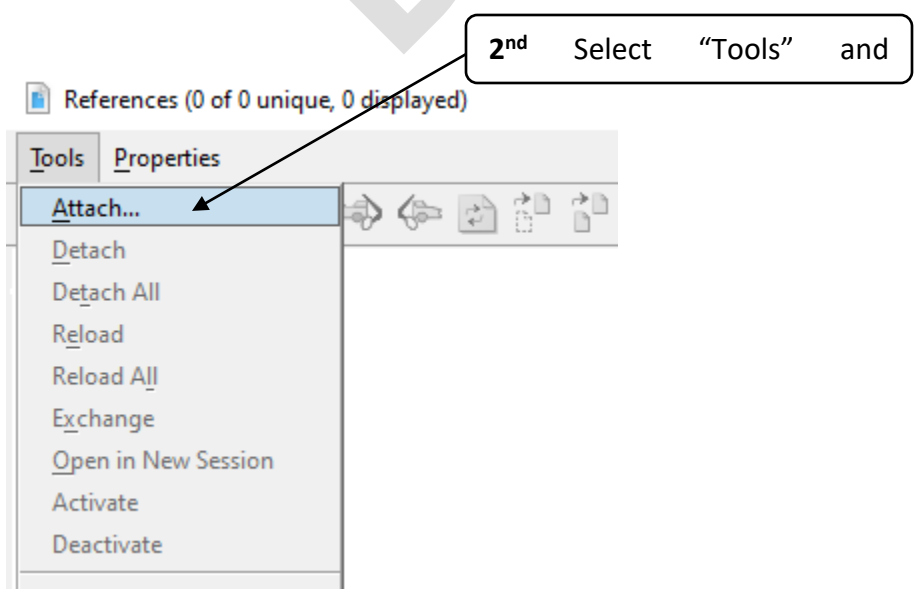 2nd Select “Tools” and
References (0 of 0 unique, 0 displayed)
Tools Properties
Attach...
Detach
Detach All
Reload
Reload All
Exchange
Open in New Session
Activate
Deactivate